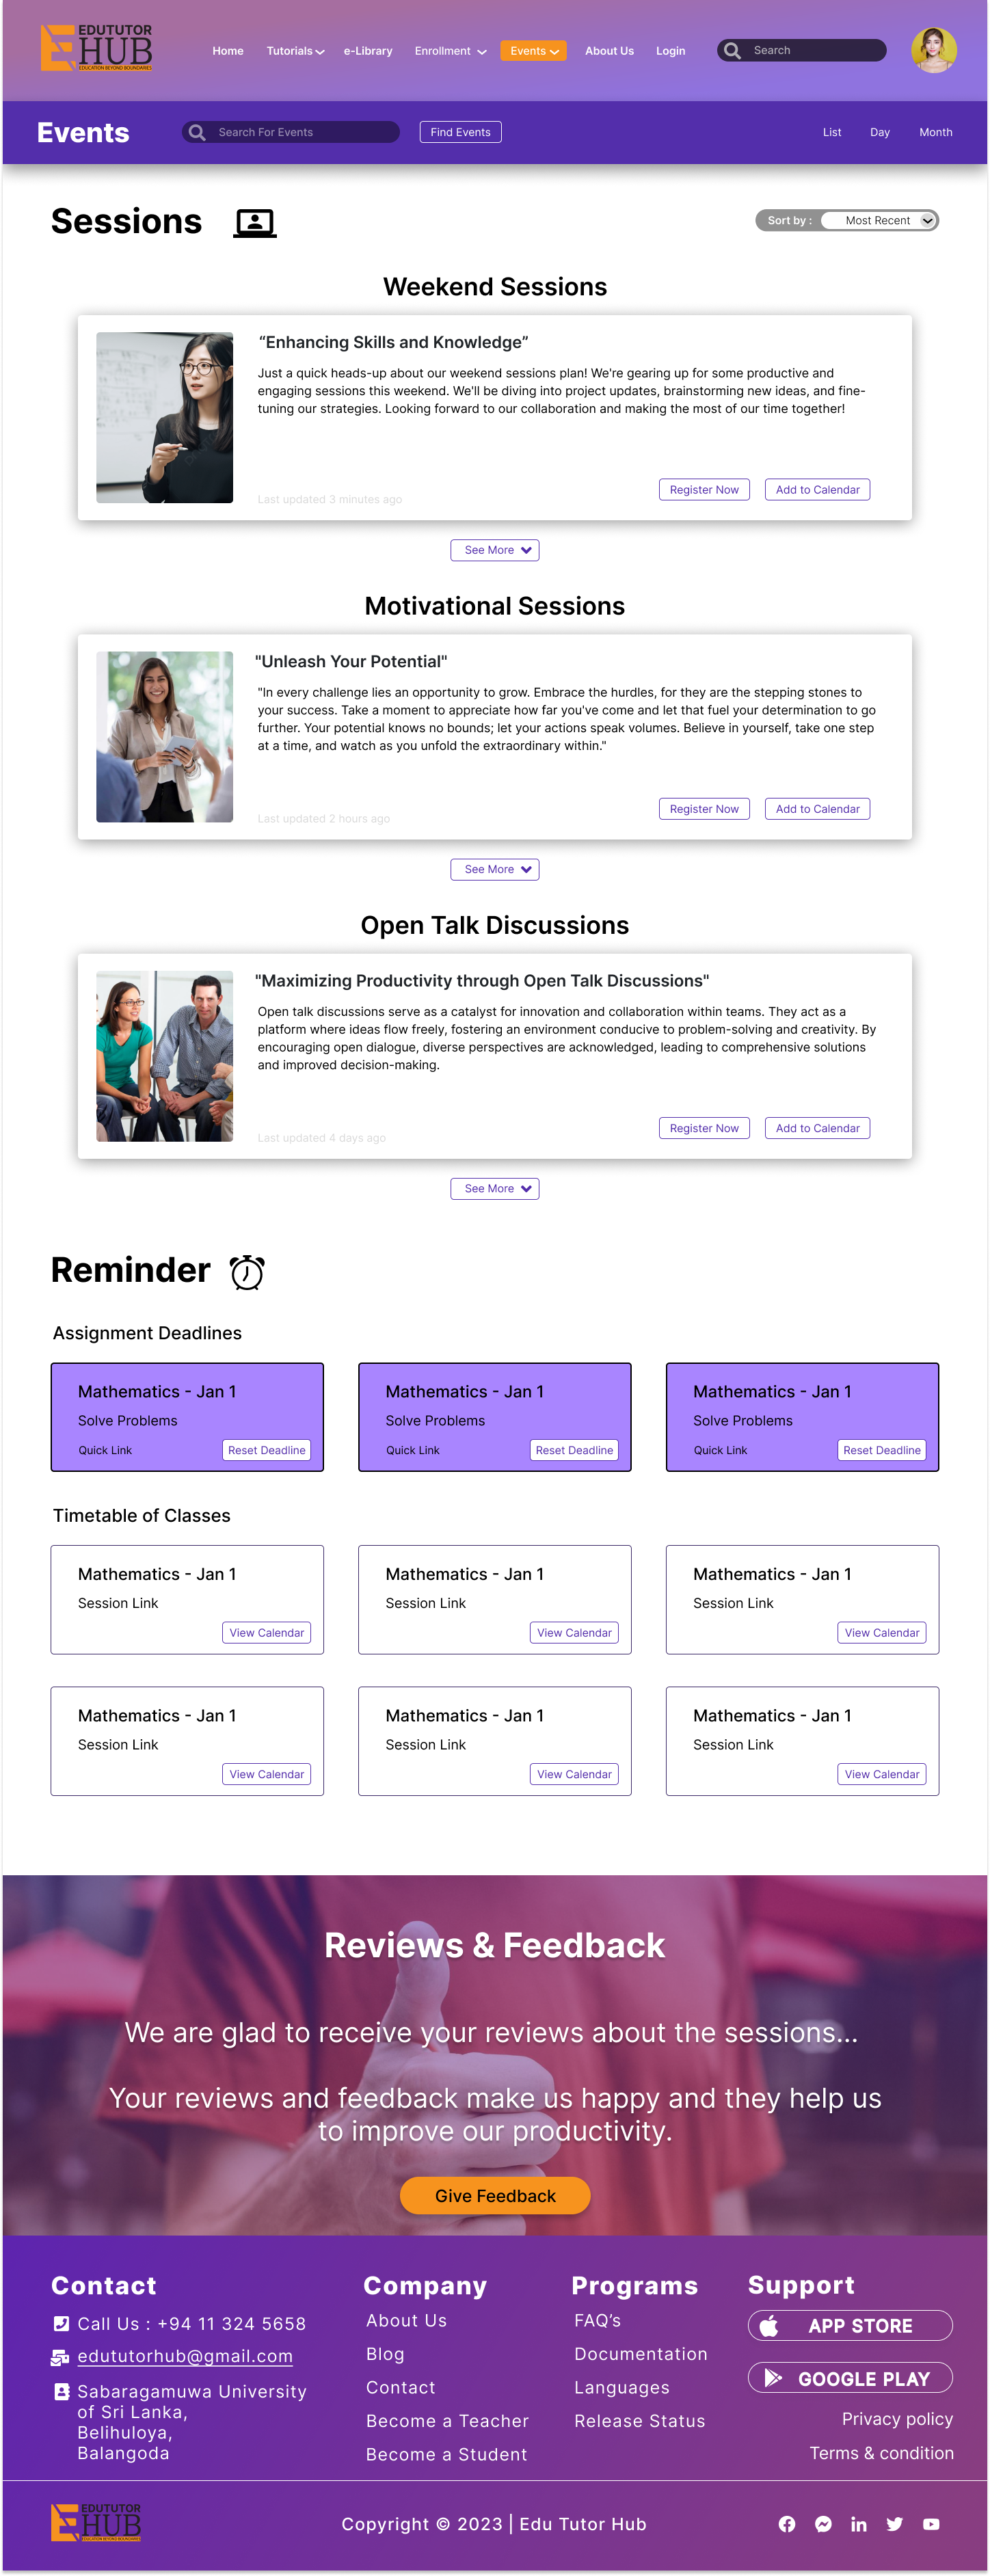 EDUTUTOR
EHUB
EDUCATION BEYOND BOUNDARIES
Home Tutorials e-Library Enrollment Events About Us Login Search
Events Search For Events Find Events List Day Month
Sessions Sort by : Most Recent
Weekend Sessions
“Enhancing Skills and Knowledge”
Just a quick heads-up about our weekend sessions plan! We're gearing up for some productive and
engaging sessions this weekend. We'll be diving into project updates, brainstorming new ideas, and fine-
tuning our strategies. Looking forward to our collaboration and making the most of our time together!
Last updated 3 minutes ago Register Now Add to Calendar
See More
Motivational Sessions
"Unleash Your Potential"
"In every challenge lies an opportunity to grow. Embrace the hurdles, for they are the stepping stones to
your success. Take a moment to appreciate how far you've come and let that fuel your determination to go
further. Your potential knows no bounds; let your actions speak volumes. Believe in yourself, take one step
at a time, and watch as you unfold the extraordinary within."
Last updated 2 hours ago Register Now Add to Calendar
See More
Open Talk Discussions
"Maximizing Productivity through Open Talk Discussions"
Open talk discussions serve as a catalyst for innovation and collaboration within teams. They act as a
platform where ideas flow freely, fostering an environment conducive to problem-solving and creativity. By
encouraging open dialogue, diverse perspectives are acknowledged, leading to comprehensive solutions
and improved decision-making.
Last updated 4 days ago Register Now Add to Calendar
See More
Reminder
Assignment Deadlines
Mathematics - Jan 1 Mathematics - Jan 1 Mathematics - Jan 1
Solve Problems Solve Problems Solve Problems
Quick Link Reset Deadline Quick Link Reset Deadline Quick Link Reset Deadline
Timetable of Classes
Mathematics - Jan 1 Mathematics - Jan 1 Mathematics - Jan 1
Session Link Session Link Session Link
View Calendar View Calendar View Calendar
Mathematics - Jan 1 Mathematics - Jan 1 Mathematics - Jan 1
Session Link Session Link Session Link
View Calendar View Calendar View Calendar
Reviews & Feedback
We are glad to receive your reviews about the sessions...
Your reviews and feedback make us happy and they help us
to improve our productivity.
Give Feedback
Contact
Call Us : +94 11 324 5658
edututorhub@gmail.com
Sabaragamuwa University
of Sri Lanka,
Belihuloya,
Balangoda
Company
About Us
Blog
Contact
Become a Teacher
Become a Student
Programs
FAQ’s
Documentation
Languages
Release Status
Support
APP STORE
GOOGLE PLAY
Privacy policy
Terms & condition
EDUTUTOR
EHUB
EDUCATION BEYOND BOUNDARIES
Copyright © 2023 | Edu Tutor Hub